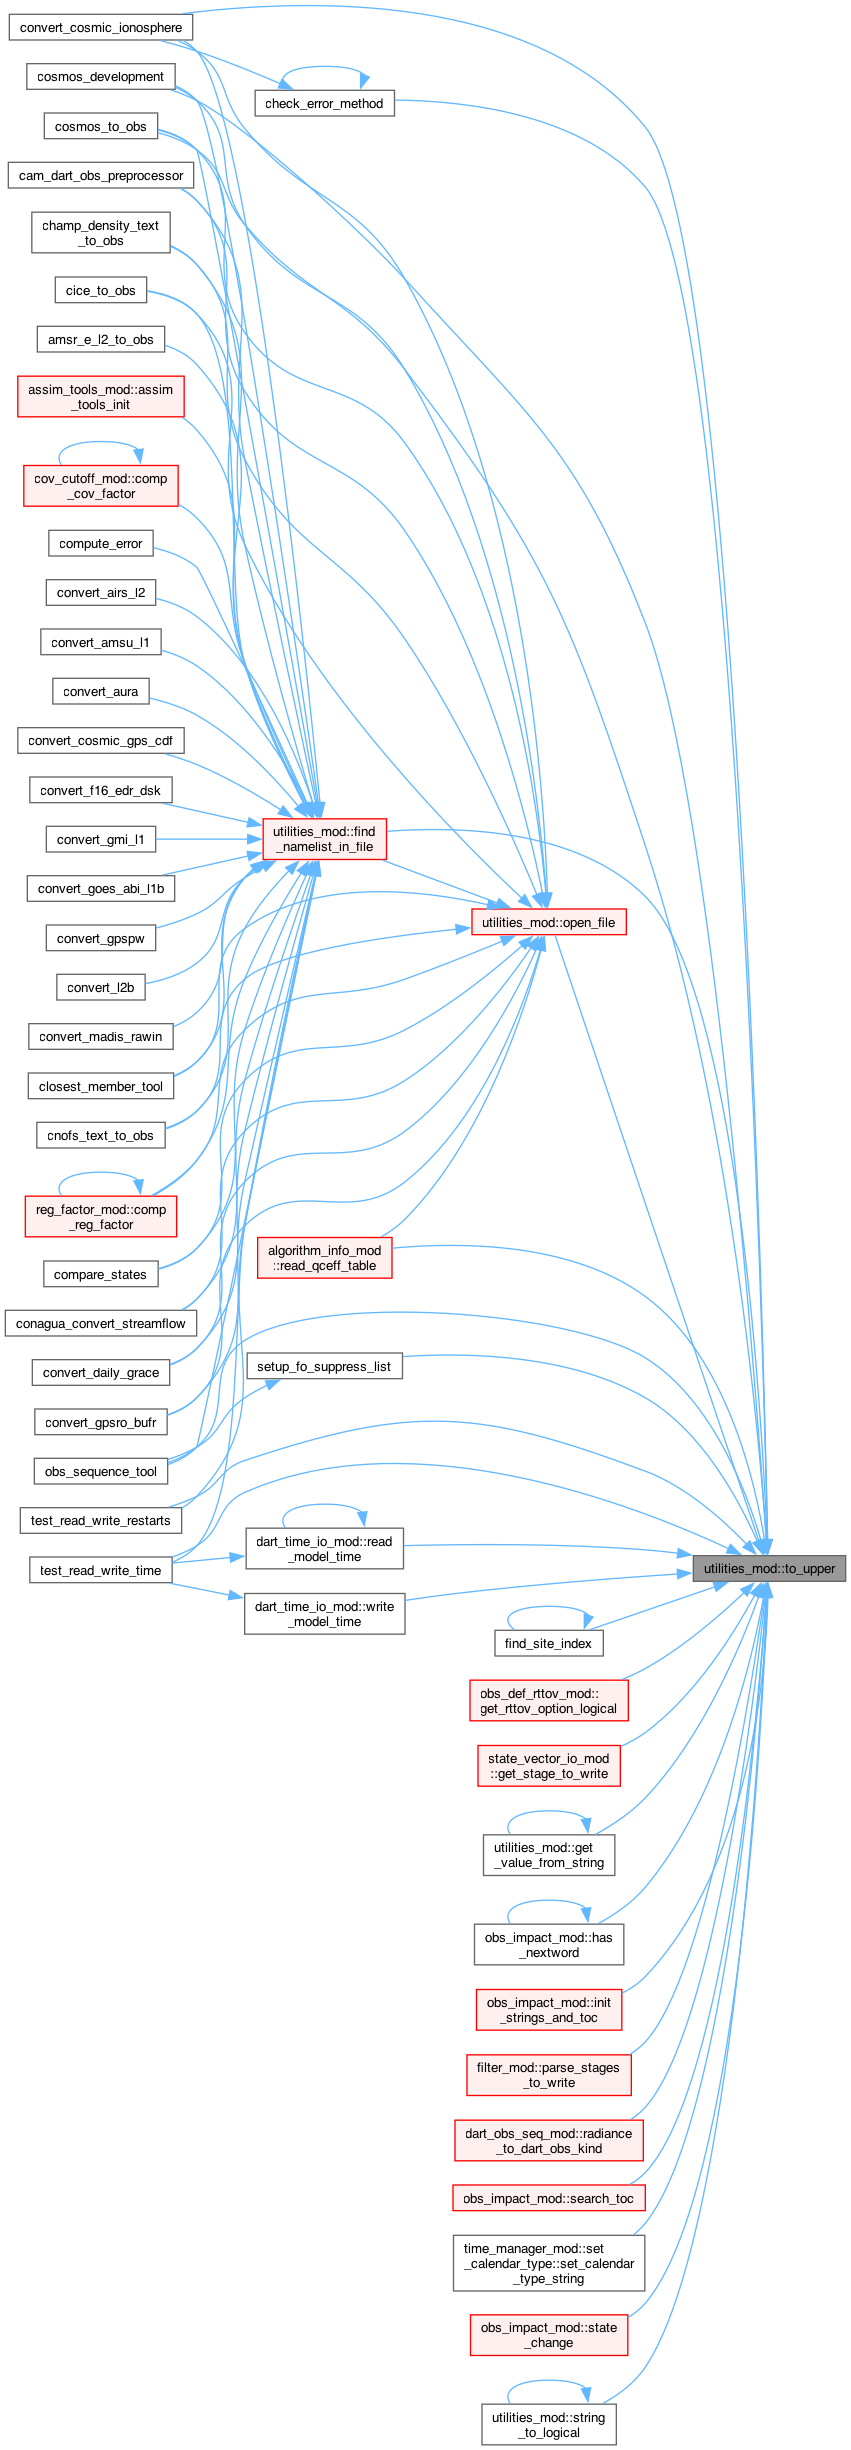 convert_cosmic_ionosphere
cosmos_development
check_error_method
cosmos_to_obs
cam_dart_obs_preprocessor
champ_density_text
_to_obs
cice_to_obs
amsr_e_l2_to_obs
assim_tools_mod::assim
_tools_init
cov_cutoff_mod::comp
_cov_factor
compute_error
convert_airs_l2
convert_amsu_l1
convert_aura
convert_cosmic_gps_cdf
convert_f16_edr_dsk
convert_gmi_l1
convert_goes_abi_l1b
convert_gpspw
convert_l2b
convert_madis_rawin
closest_member_tool
cnofs_text_to_obs
reg_factor_mod::comp
_reg_factor
compare_states
conagua_convert_streamflow
convert_daily_grace
convert_gpsro_bufr
obs_sequence_tool
test_read_write_restarts
test_read_write_time
utilities_mod::find
_namelist_in_file
utilities_mod::open_file
algorithm_info_mod
::read_qceff_table
setup_fo_suppress_list
dart_time_io_mod::read
_model_time
dart_time_io_mod::write
_model_time
utilities_mod::to_upper
find_site_index
obs_def_rttov_mod::
get_rttov_option_logical
state_vector_io_mod
::get_stage_to_write
utilities_mod::get
_value_from_string
obs_impact_mod::has
_nextword
obs_impact_mod::init
_strings_and_toc
filter_mod::parse_stages
_to_write
dart_obs_seq_mod::radiance
_to_dart_obs_kind
obs_impact_mod::search_toc
time_manager_mod::set
_calendar_type::set_calendar
_type_string
obs_impact_mod::state
_change
utilities_mod::string
_to_logical